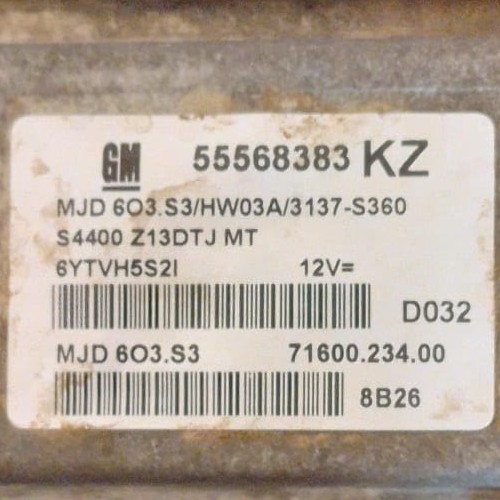 GM 55568383 KZ
MJD 6O3.S3/HW03A/3137-S360
S4400 Z13DTJ MT
6YTVH5S2I 12V=
D032
MJD 6O3.S3 71600.234.00
8B26